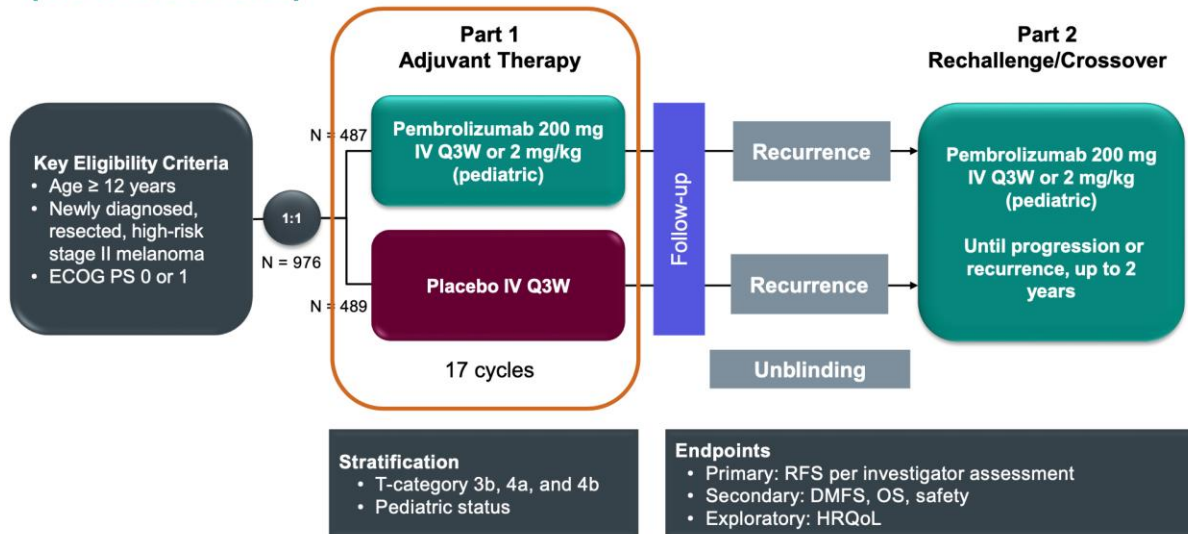 Part 1
Adjuvant Therapy
Part 2
Rechallenge/Crossover
Key Eligibility Criteria
• Age ≥ 12 years
• Newly diagnosed,
resected, high-risk
stage II melanoma
• ECOG PS 0 or 1
1:1
N = 976
N = 487
Pembrolizumab 200 mg
IV Q3W or 2 mg/kg
(pediatric)
N = 489
Placebo IV Q3W
17 cycles
Follow-up
Recurrence
Recurrence
Unblinding
Pembrolizumab 200 mg
IV Q3W or 2 mg/kg
(pediatric)
Until progression or
recurrence, up to 2
years
Stratification
• T-category 3b, 4a, and 4b
• Pediatric status
Endpoints
• Primary: RFS per investigator assessment
• Secondary: DMFS, OS, safety
• Exploratory: HRQoL